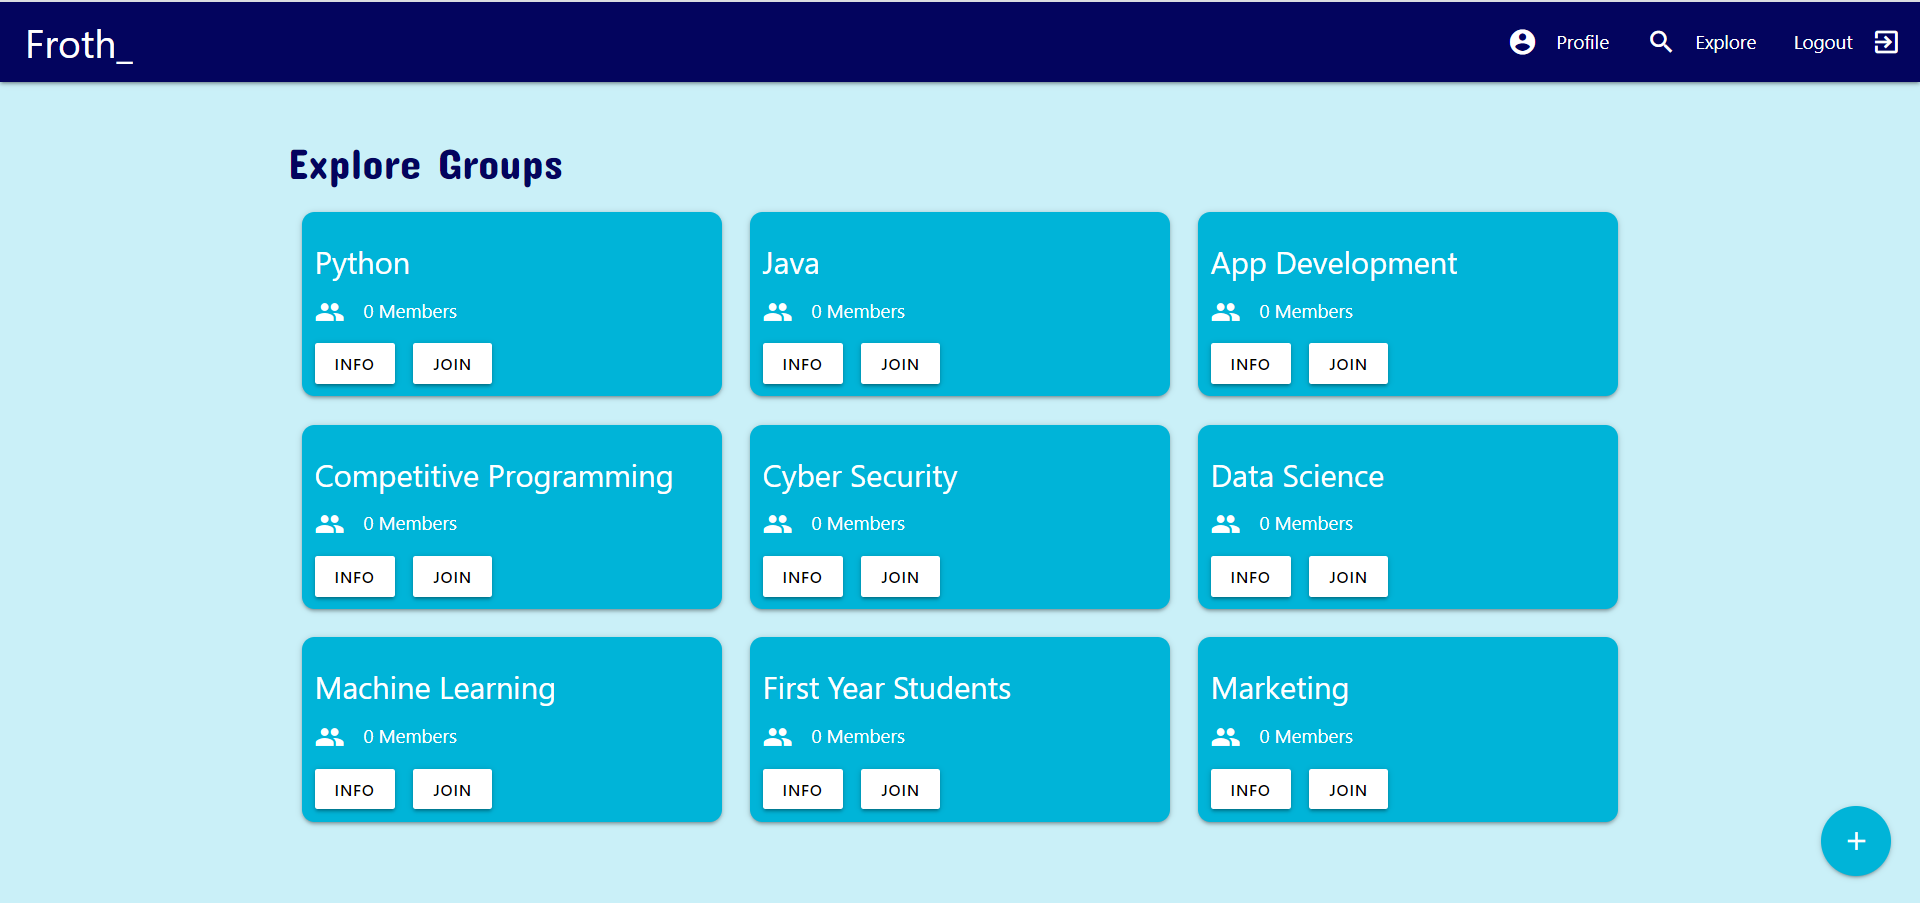 Froth_ Profile Explore Logout
Explore Groups
Python Java App Development
0 Members 0 Members 0 Members
INFO JOIN INFO JOIN INFO JOIN
Competitive Programming Cyber Security Data Science
0 Members 0 Members 0 Members
INFO JOIN INFO JOIN INFO JOIN
Machine Learning First Year Students Marketing
0 Members 0 Members 0 Members
INFO JOIN INFO JOIN INFO JOIN
+